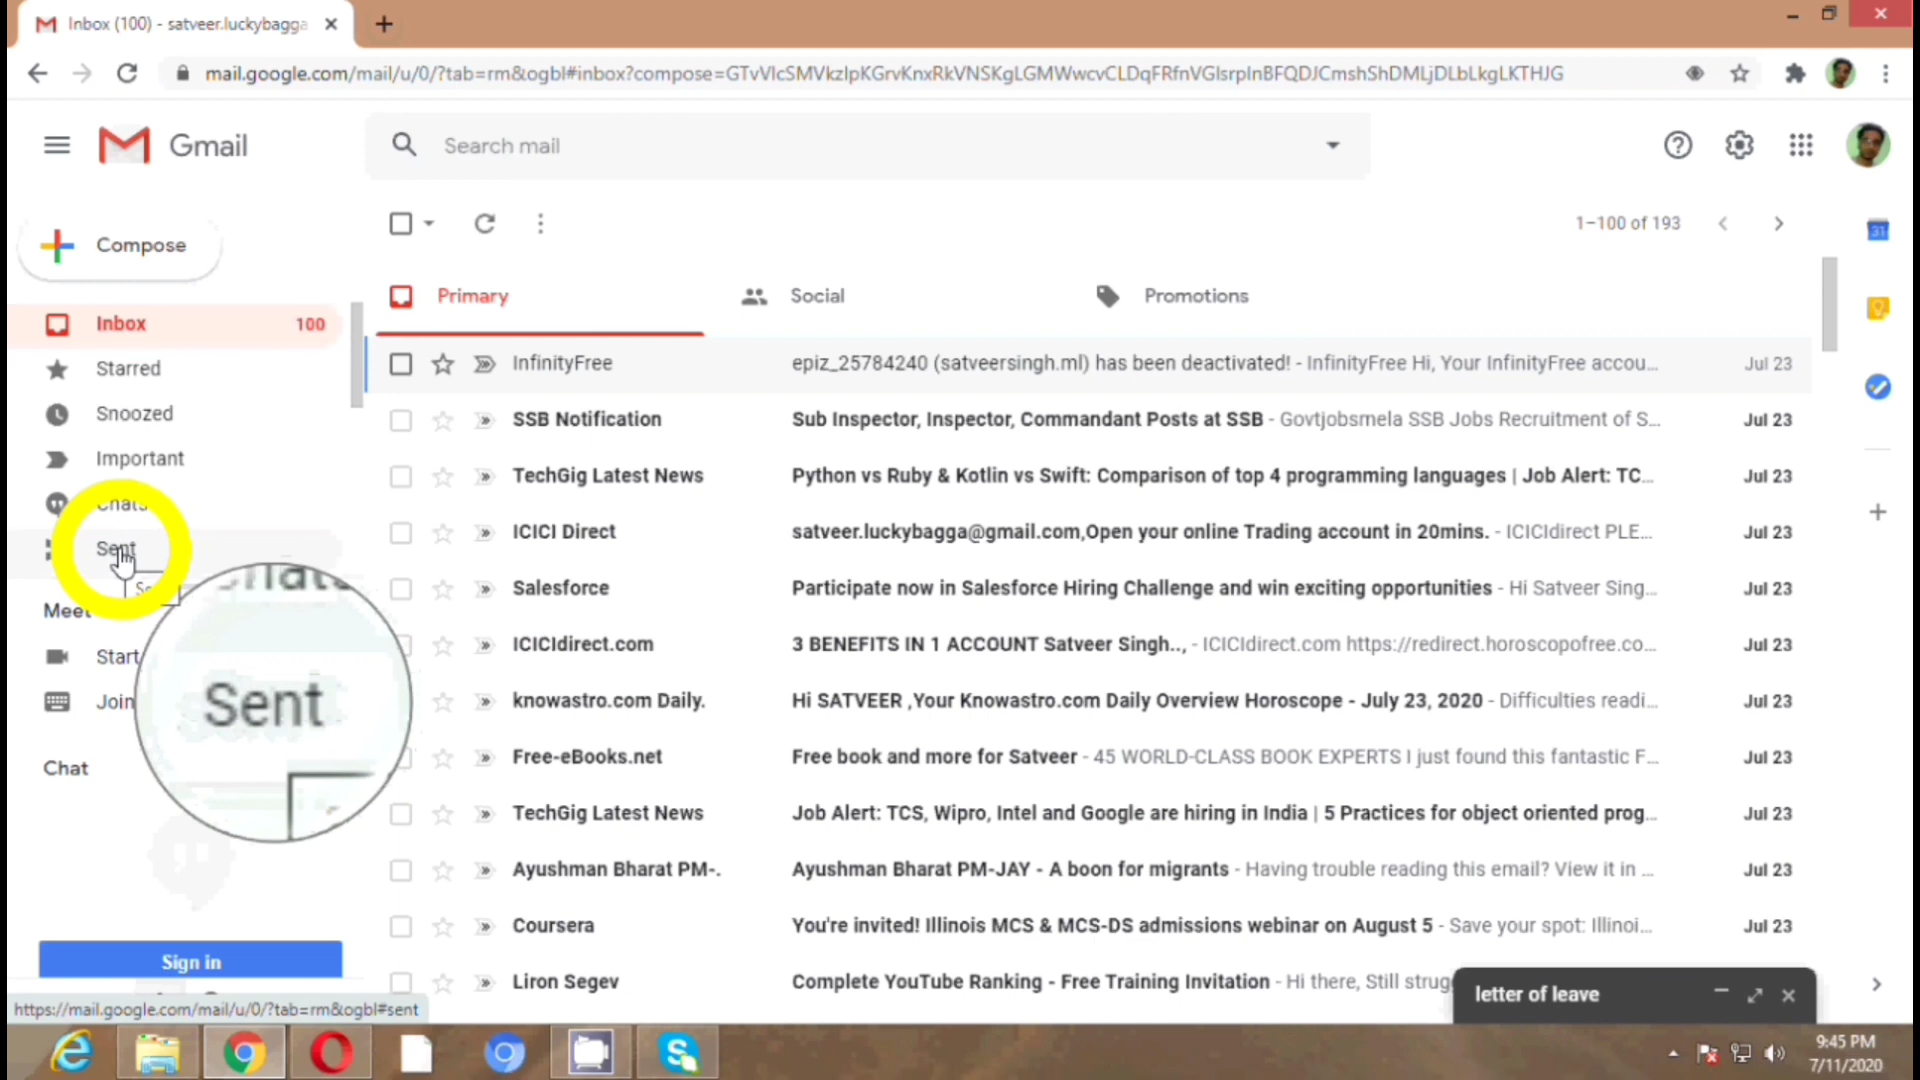 Inbox (100) - satveer.luckybagga
mail.google.com/mail/u/0/?tab=rm&ogbl#inbox?compose=GTvVlcSMVkzlpKGrvKnxRkVNSKgLGMWwcvCLDqFRfnVGlsrplnBFQDJCmshShDMLjDLbLkgLKTHJG
Gmail
Search mail
Compose
1–100 of 193
31
Primary
Social
Promotions
Inbox 100
Starred
Snoozed
Important
Chats
Sent
Meet
Start
Join
Chat
Sign in
Sent
InfinityFree epiz_25784240 (satveersingh.ml) has been deactivated! - InfinityFree Hi, Your InfinityFree accou... Jul 23
SSB Notification Sub Inspector, Inspector, Commandant Posts at SSB - Govtjobsmela SSB Jobs Recruitment of S... Jul 23
TechGig Latest News Python vs Ruby & Kotlin vs Swift: Comparison of top 4 programming languages | Job Alert: TC... Jul 23
ICICI Direct satveer.luckybagga@gmail.com,Open your online Trading account in 20mins. - ICICIdirect PLE... Jul 23
Salesforce Participate now in Salesforce Hiring Challenge and win exciting opportunities - Hi Satveer Sing... Jul 23
ICICIdirect.com 3 BENEFITS IN 1 ACCOUNT Satveer Singh.., - ICICIdirect.com https://redirect.horoscopofree.co... Jul 23
knowastro.com Daily. Hi SATVEER ,Your Knowastro.com Daily Overview Horoscope - July 23, 2020 - Difficulties readi... Jul 23
Free-eBooks.net Free book and more for Satveer - 45 WORLD-CLASS BOOK EXPERTS I just found this fantastic F... Jul 23
TechGig Latest News Job Alert: TCS, Wipro, Intel and Google are hiring in India | 5 Practices for object oriented prog... Jul 23
Ayushman Bharat PM-. Ayushman Bharat PM-JAY - A boon for migrants - Having trouble reading this email? View it in ... Jul 23
Coursera You're invited! Illinois MCS & MCS-DS admissions webinar on August 5 - Save your spot: Illinoi... Jul 23
Liron Segev Complete YouTube Ranking - Free Training Invitation - Hi there, Still strug
letter of leave
https://mail.google.com/mail/u/0/?tab=rm&ogbl#sent
9:45 PM
7/11/2020